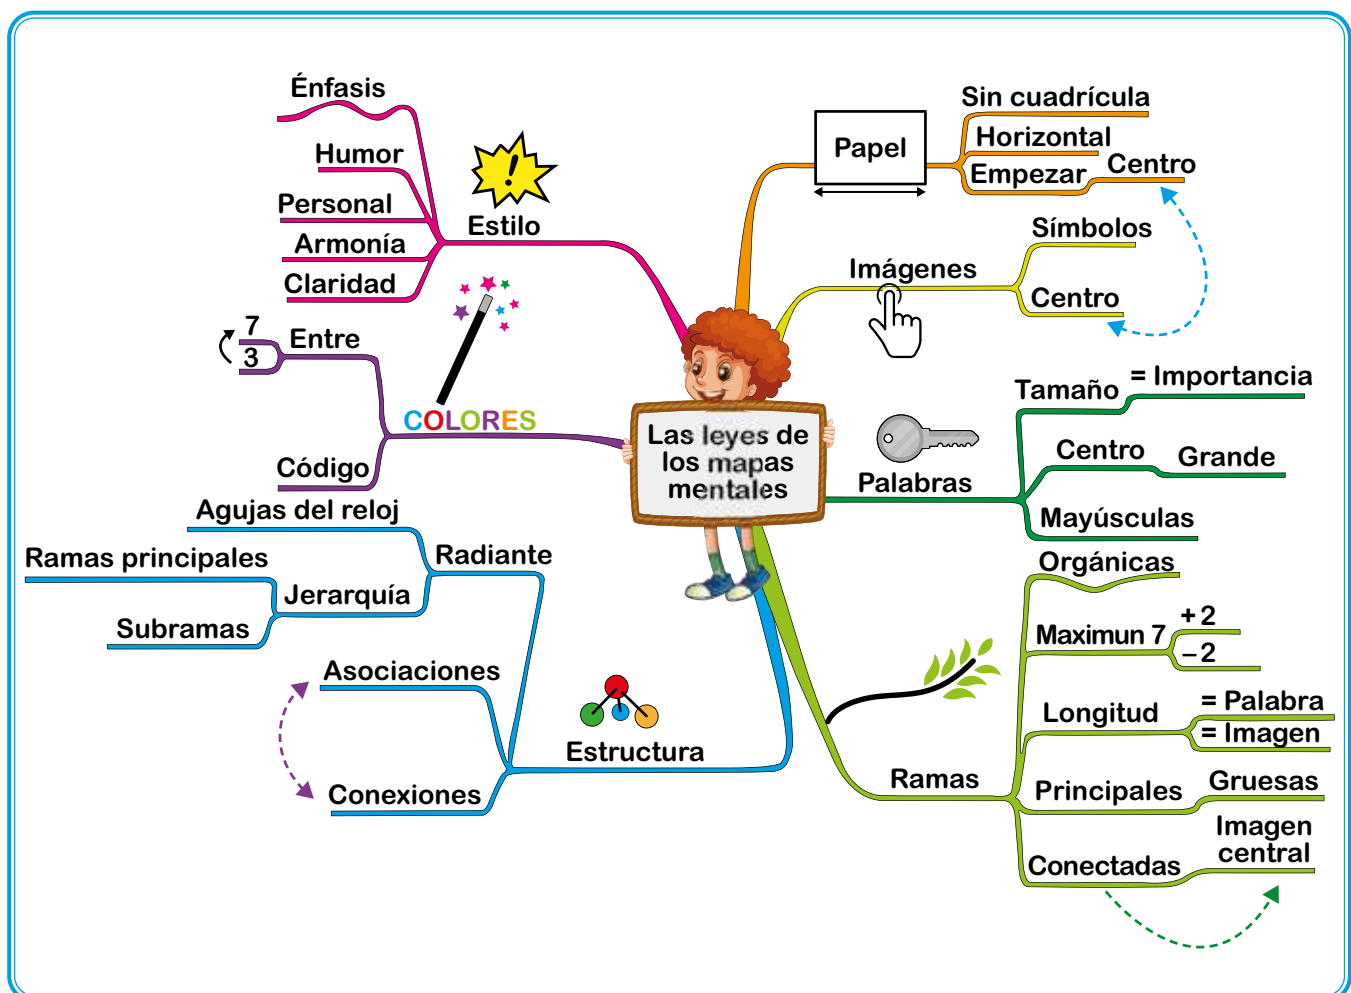 Las leyes de
los mapas
mentales
Papel
Sin cuadrícula
Horizontal
Empezar
Centro
Imágenes
Símbolos
Centro
Palabras
Tamaño
= Importancia
Centro
Grande
Mayúsculas
Ramas
Orgánicas
Maximun 7
+2
–2
Longitud
= Palabra
= Imagen
Principales
Gruesas
Conectadas
Imagen
central
Estructura
Radiante
Agujas del reloj
Jerarquía
Ramas principales
Subramas
Asociaciones
Conexiones
COLORES
Entre
7
3
Código
!
Estilo
Énfasis
Humor
Personal
Armonía
Claridad